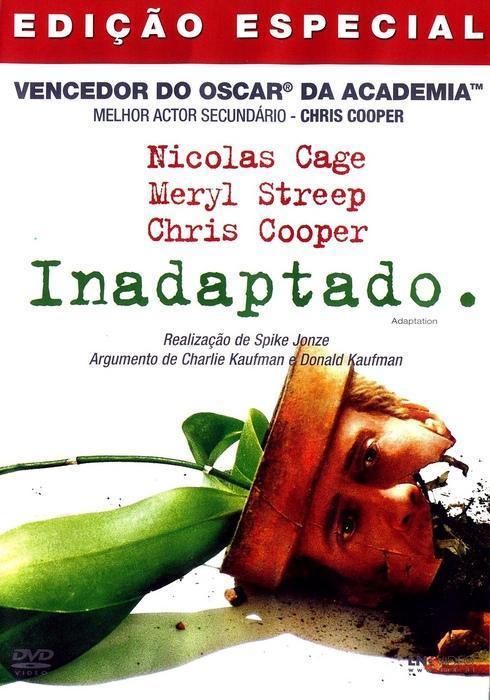 EDIÇÃO ESPECIAL
VENCEDOR DO OSCAR® DA ACADEMIA™
MELHOR ACTOR SECUNDÁRIO - CHRIS COOPER
Nicolas Cage
Meryl Streep
Chris Cooper
Inadaptado.
Adaptation
Realização de Spike Jonze
Argumento de Charlie Kaufman e Donald Kaufman
DVD
VIDEO